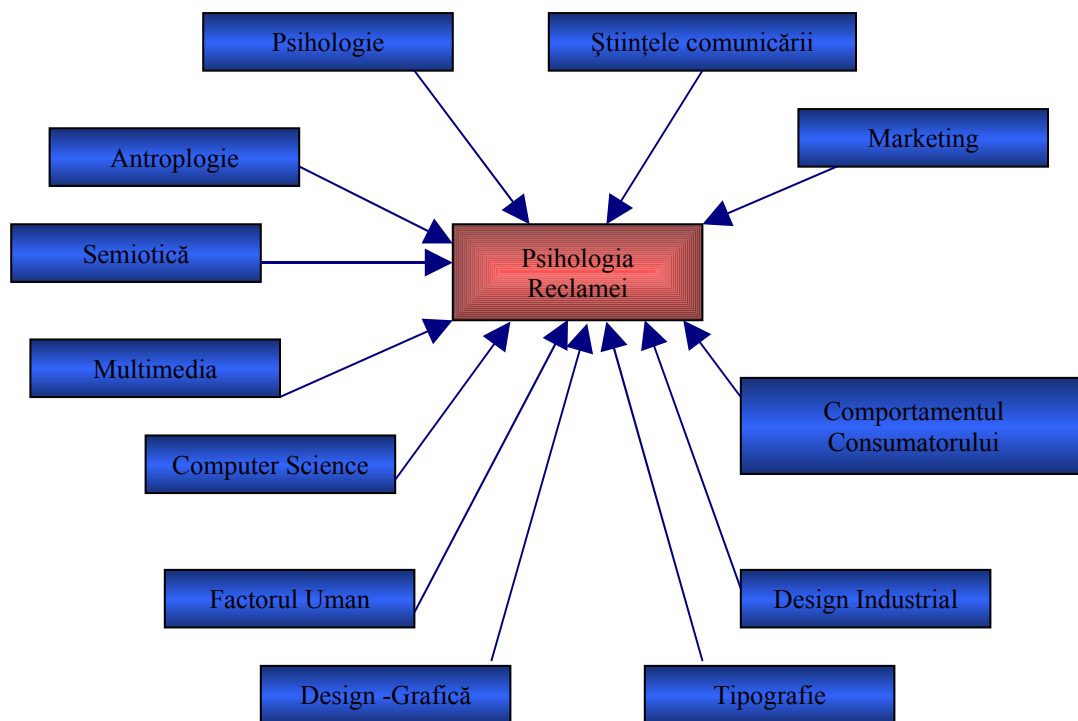 Psihologie
Ştiințele comunicării
Marketing
Antroplogie
Semiotică
Psihologia
Reclamei
Multimedia
Comportamentul
Consumatorului
Computer Science
Factorul Uman
Design Industrial
Design -Grafică
Tipografie